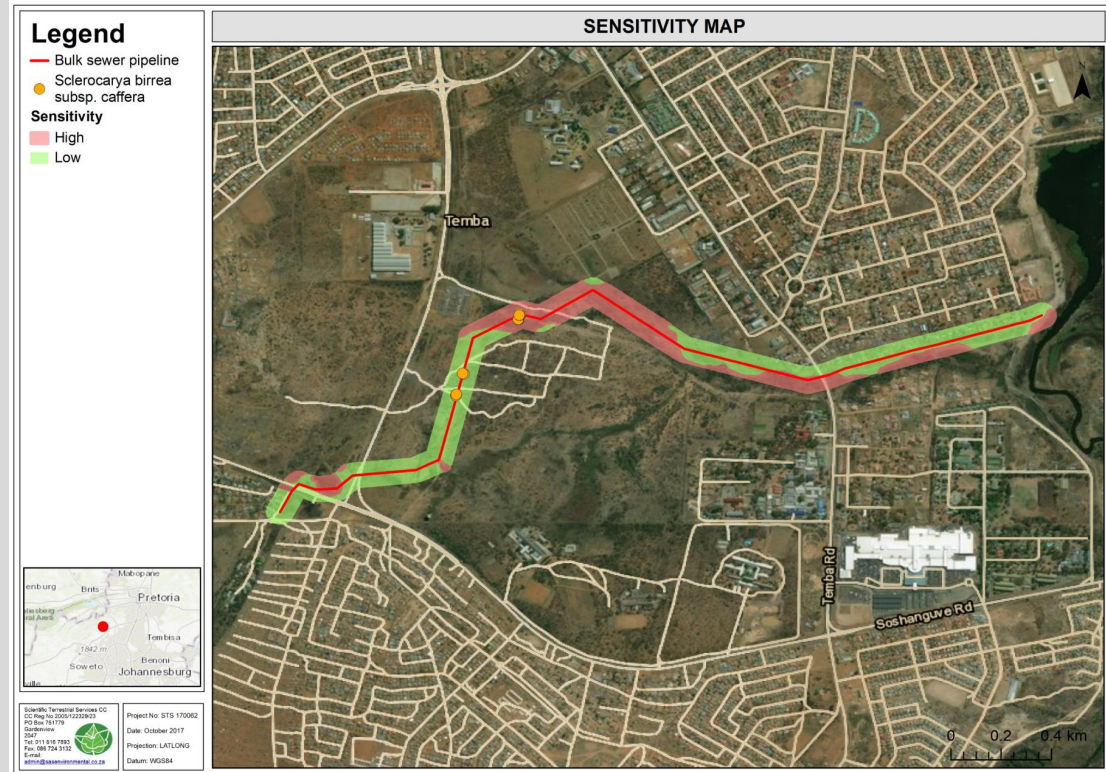 SENSITIVITY MAP
Legend
Bulk sewer pipeline
Sclerocarya birrea
subsp. caffera
Sensitivity
High
Low
N
Temba
Temba Rd
Soshanguve Rd
0 0.2 0.4 km
Mabopane
enburg
Brits
Pretoria
Tembisa
1842 m
Benoni
Soweto
Johannesburg
ville
Scientific Terrestrial Services CC
CC Reg No 2005/122329/23
PO Box 751779
Gardenview
2047
Tel: 011 616 7893
Fax: 086 724 3132
E-mail:
admin@sasenvironmental.co.za
Project No: STS 170062
Date: October 2017
Projection: LATLONG
Datum: WGS84